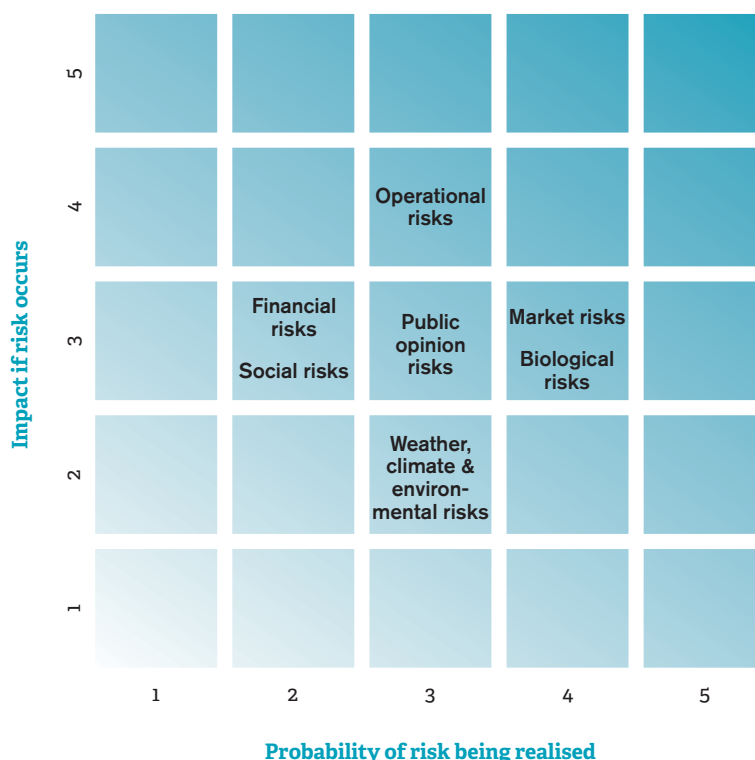 Impact if risk occurs
5
4
Operational
risks
3
Financial
risks
Social risks
Public
opinion
risks
Market risks
Biological
risks
2
Weather,
climate &
environ-
mental risks
1
1
2
3
4
5
Probability of risk being realised